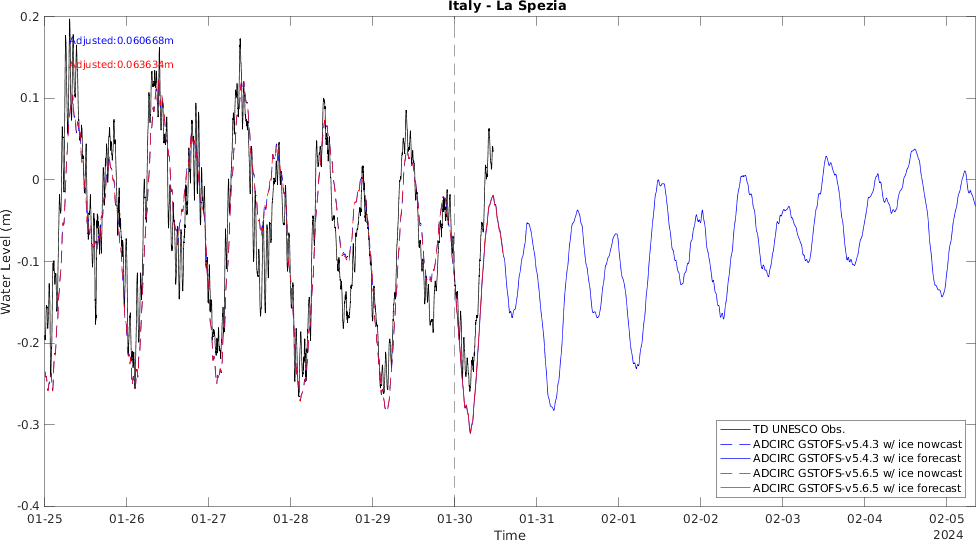 Italy - La Spezia
Adjusted:0.060668m
Adjusted:0.063634m
0.2
0.1
0
-0.1
-0.2
-0.3
-0.4
Water Level (m)
TD UNESCO Obs.
ADCIRC GSTOFS-v5.4.3 w/ ice nowcast
ADCIRC GSTOFS-v5.4.3 w/ ice forecast
ADCIRC GSTOFS-v5.6.5 w/ ice nowcast
ADCIRC GSTOFS-v5.6.5 w/ ice forecast
01-25 01-26 01-27 01-28 01-29 01-30 01-31 02-01 02-02 02-03 02-04 02-05
Time
2024